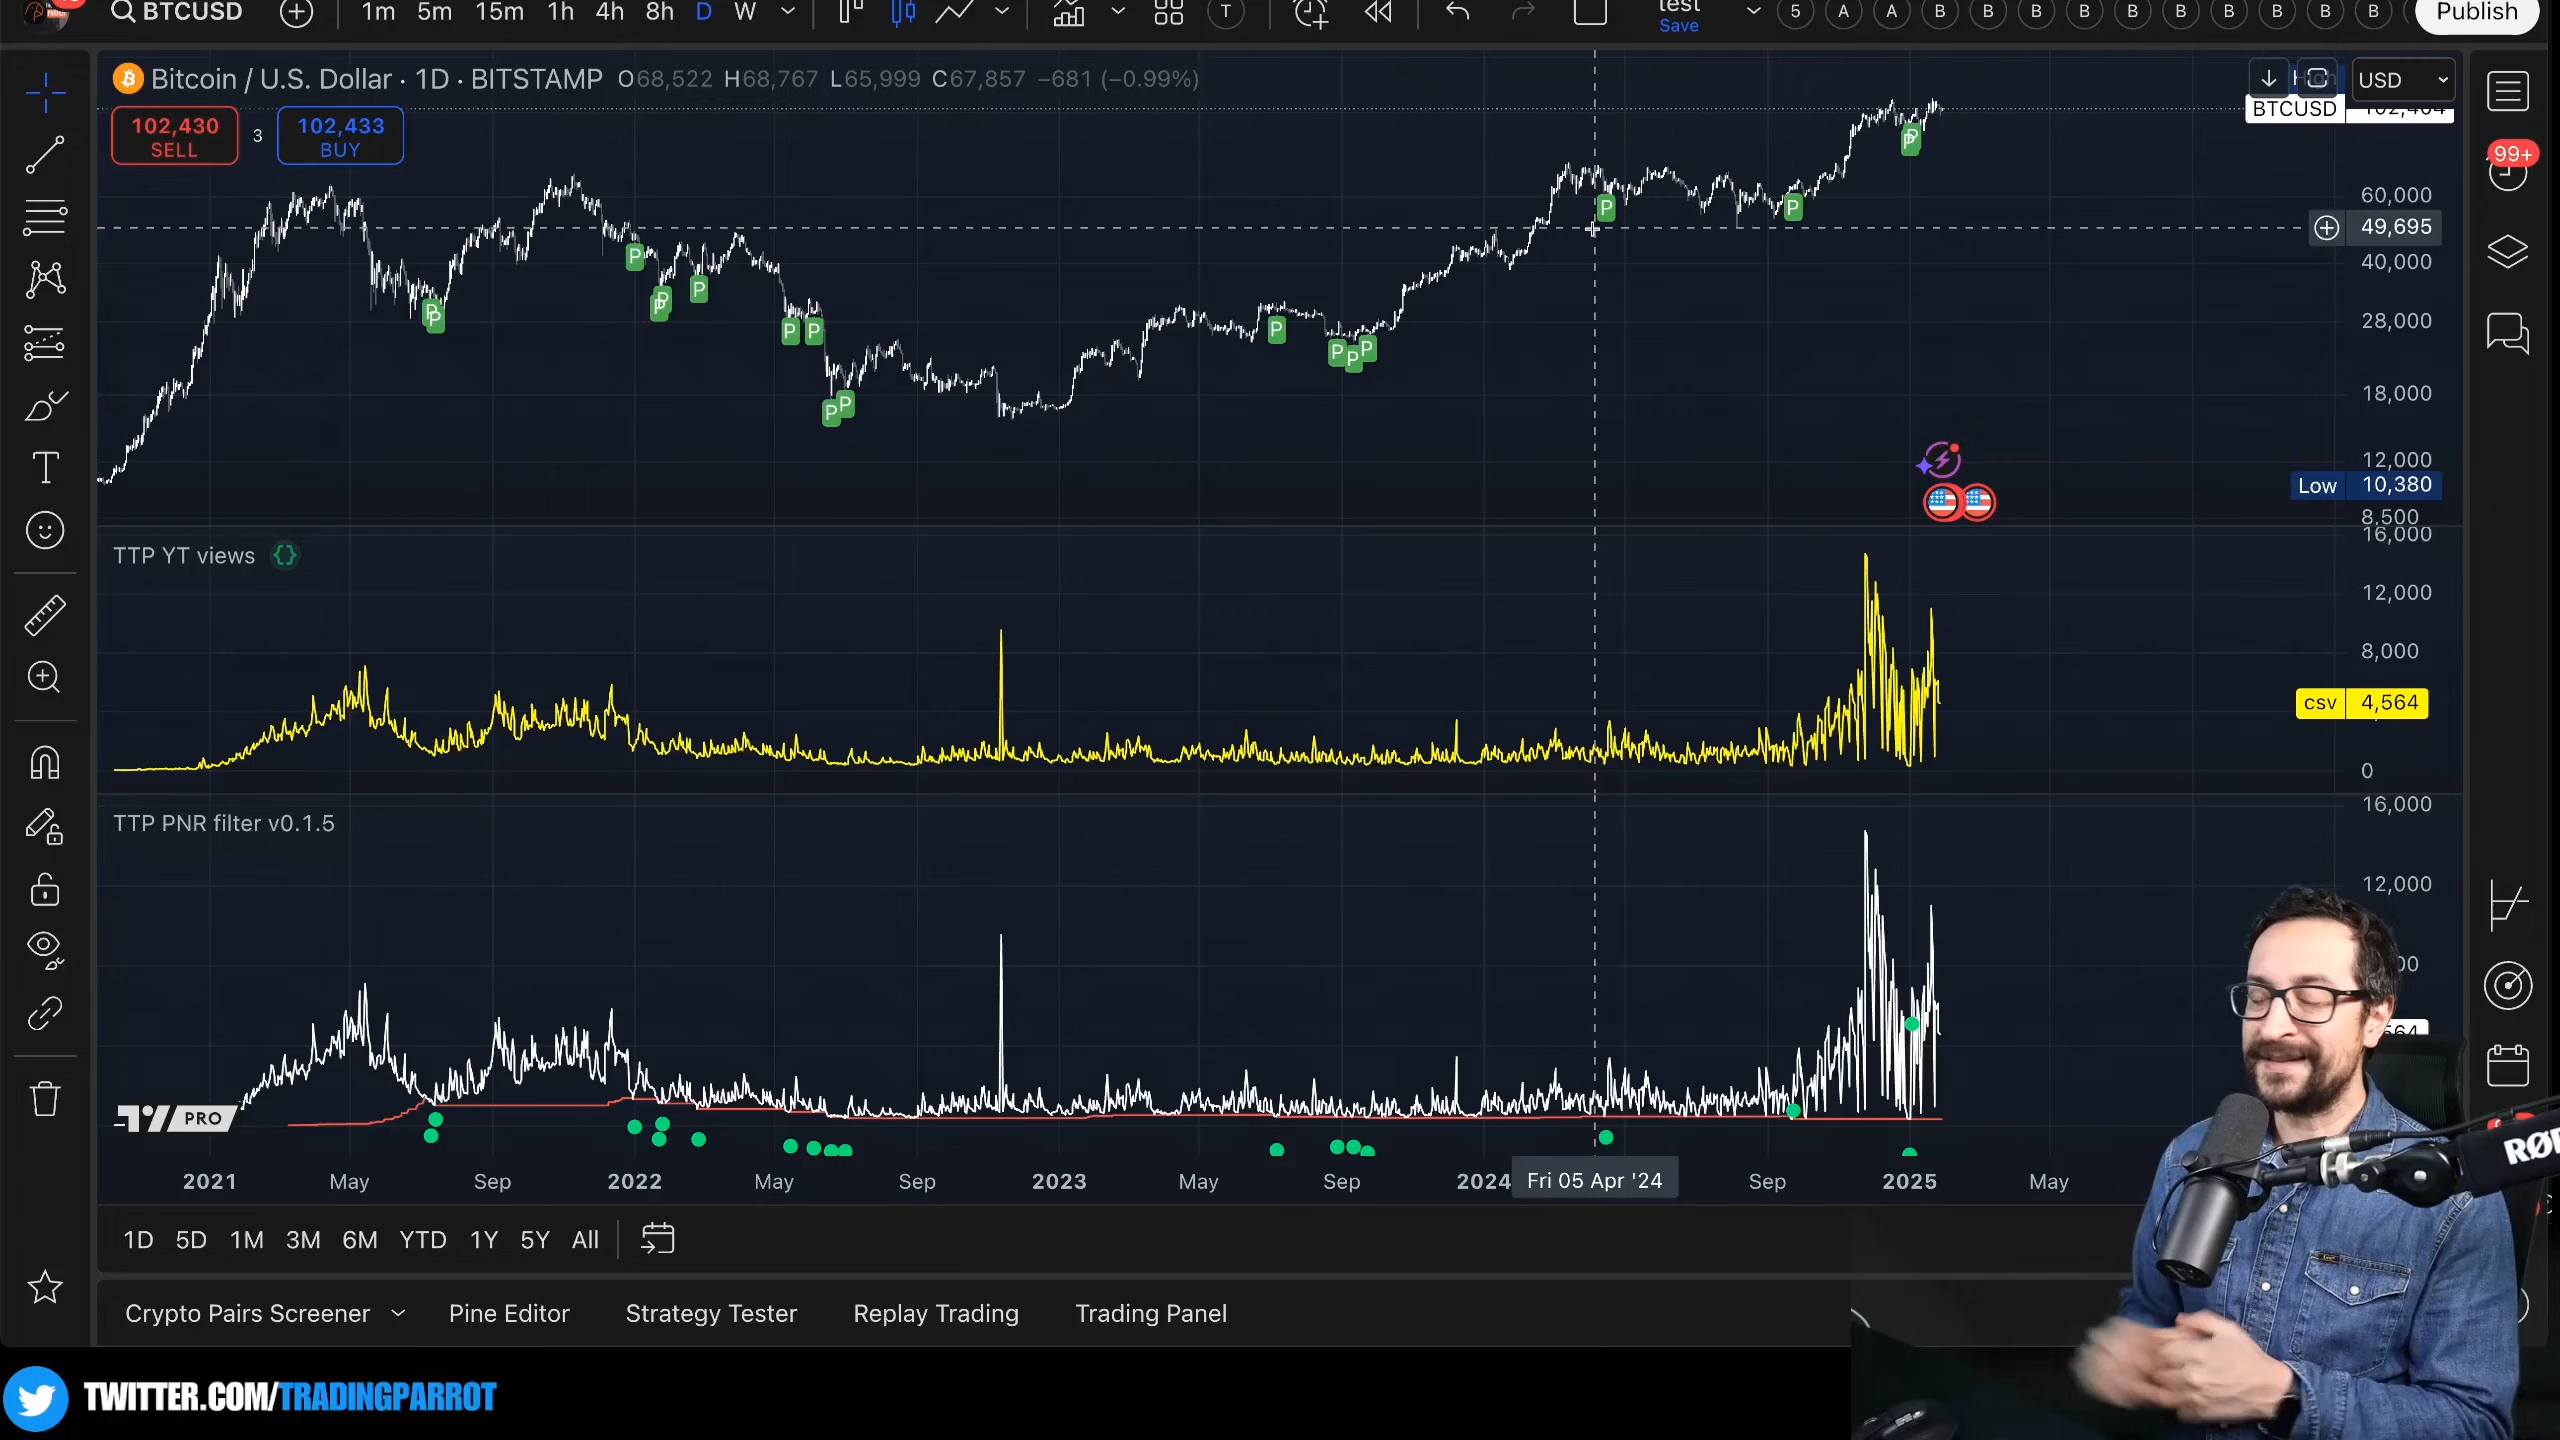 BTCUSD 1m 5m 15m 1h 4h 8h D W T test 5 A A B B B B B B B B B B Publish
Save
Bitcoin / U.S. Dollar · 1D · BITSTAMP O68,522 H68,767 L65,999 C67,857 −681 (−0.99%)
USD
102,430 3 102,433
SELL BUY
BTCUSD
99+
60,000
49,695
40,000
28,000
18,000
12,000
Low 10,380
8,500
P P P P P P P P P P P P P P P P P P
TTP YT views {}
16,000
12,000
8,000
csv 4,564
0
TTP PNR filter v0.1.5
16,000
12,000
PRO
RØD
2021 May Sep 2022 May Sep 2023 May Sep 2024 Fri 05 Apr '24 Sep 2025 May
1D 5D 1M 3M 6M YTD 1Y 5Y All
Crypto Pairs Screener Pine Editor Strategy Tester Replay Trading Trading Panel
TWITTER.COM/TRADINGPARROT